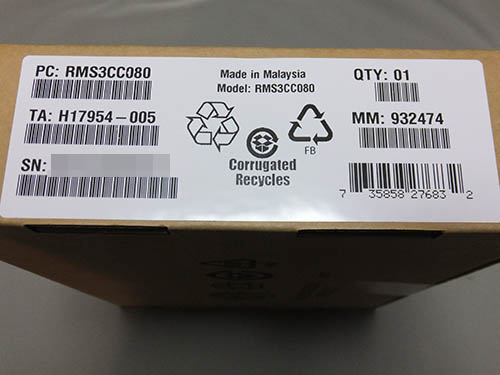 PC: RMS3CC080
Made in Malaysia
Model: RMS3CC080
QTY: 01
TA: H17954-005
MM: 932474
FB
Corrugated
Recycles
SN:
7 35858 27683 2